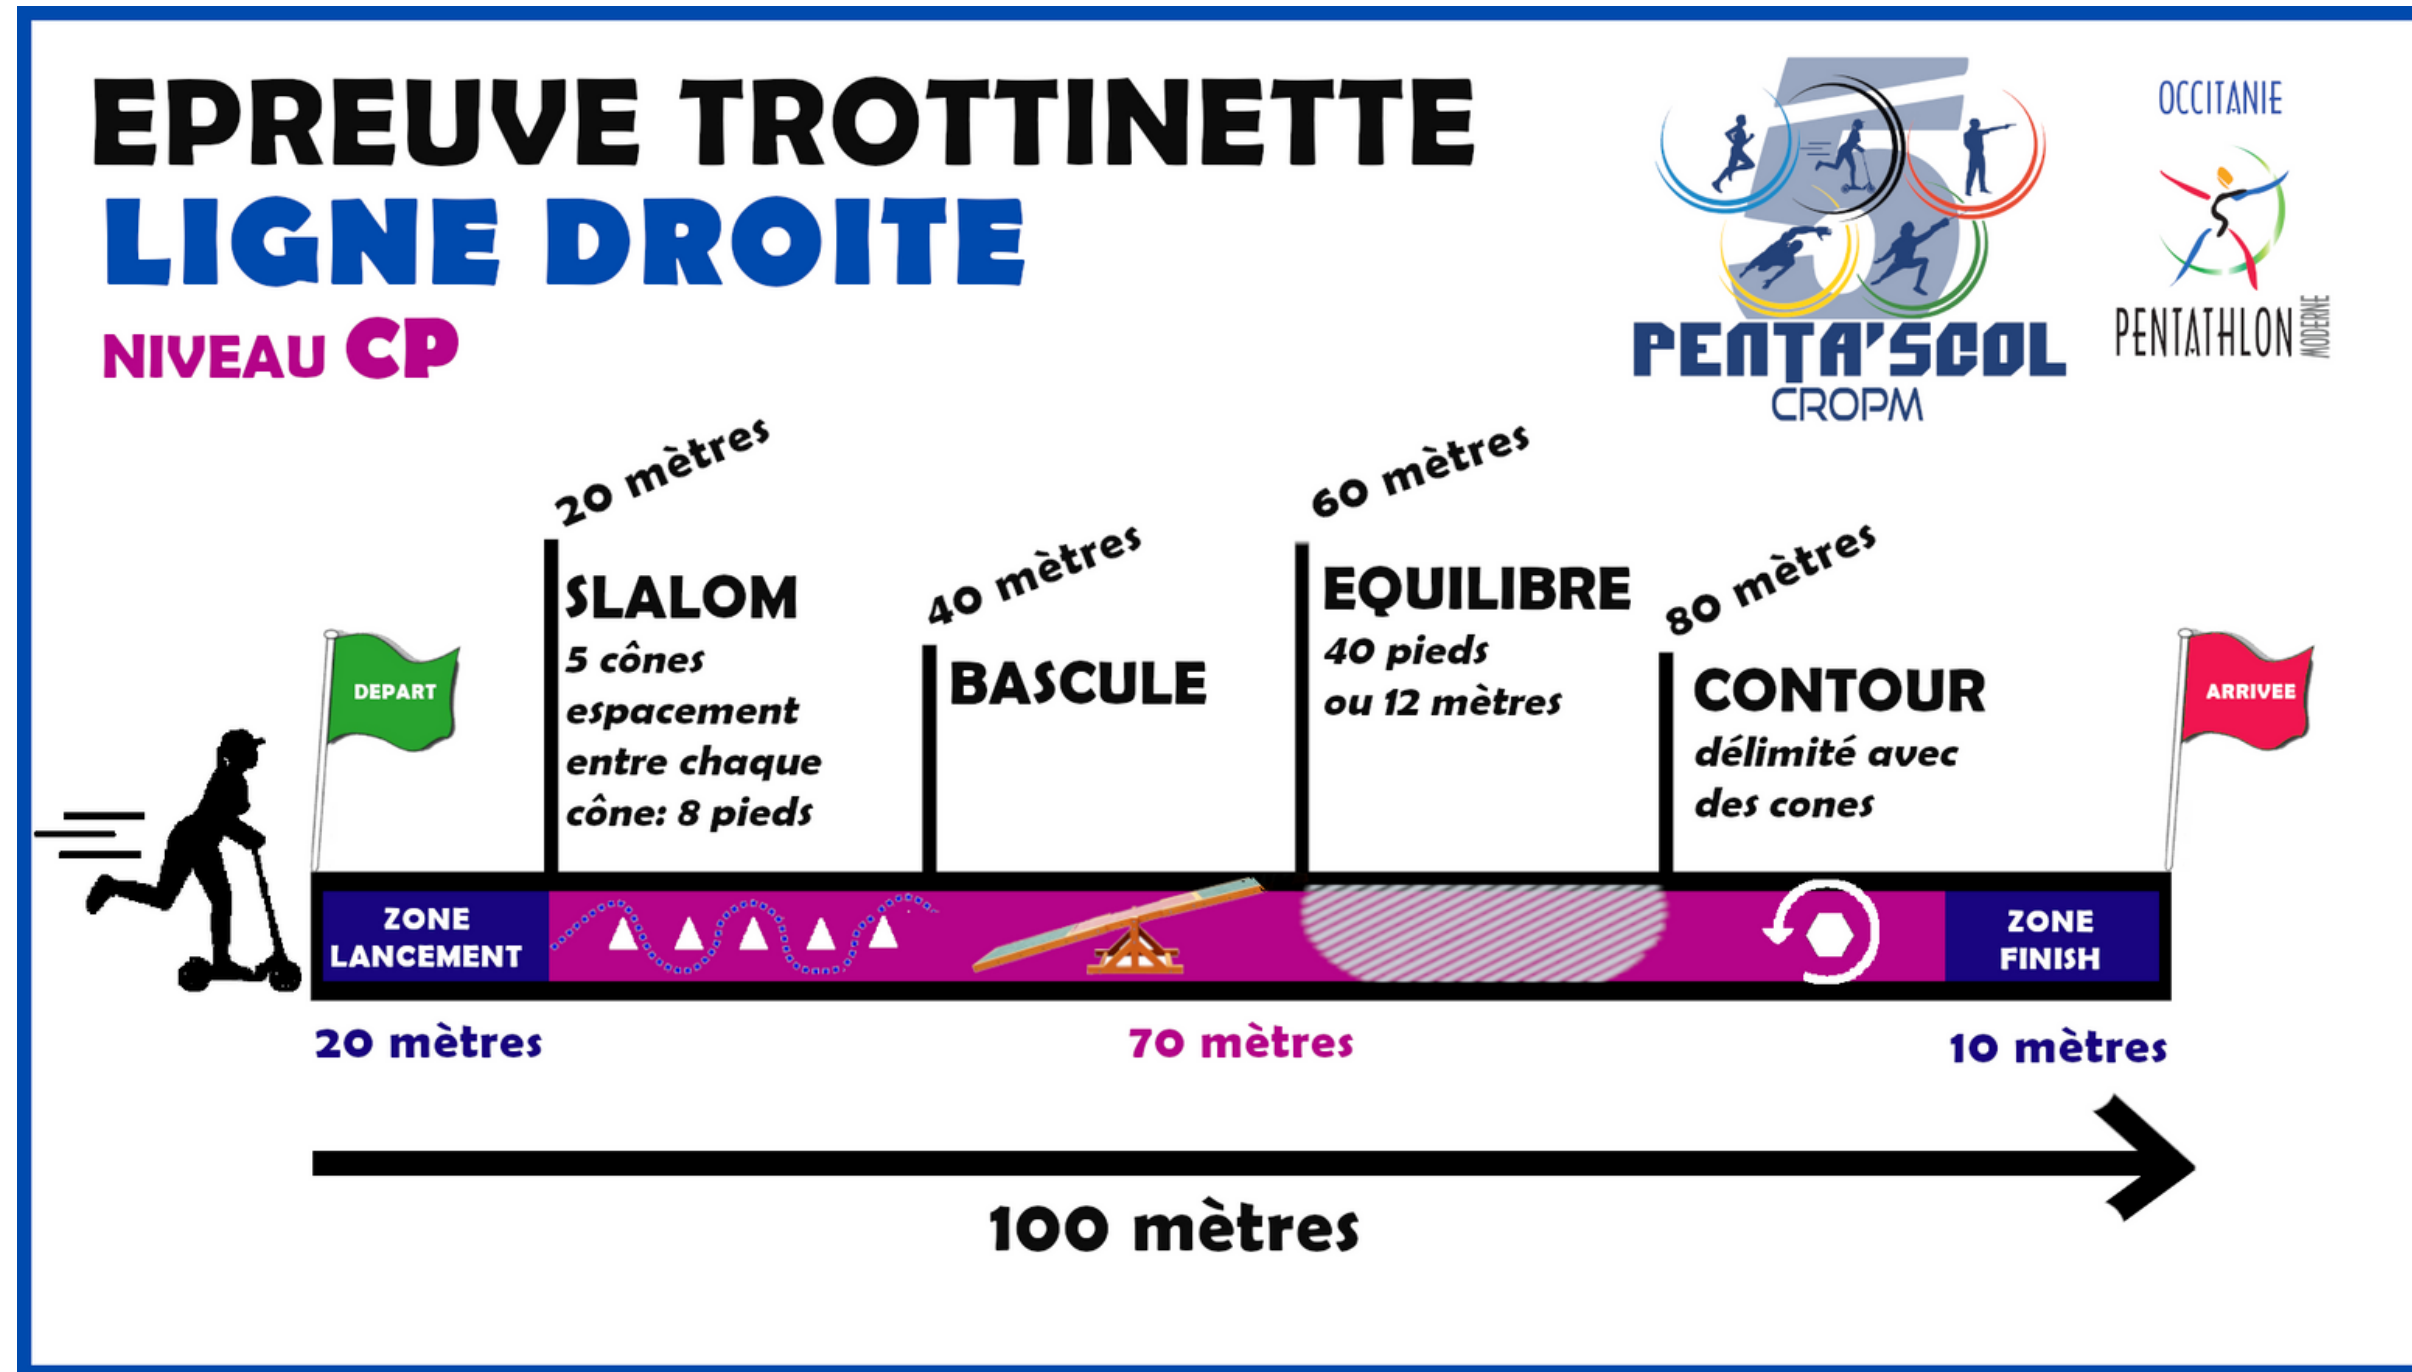 EPREUVE TROTTINETTE
LIGNE DROITE
NIVEAU CP
PENTA'SCOL
CROPM
OCCITANIE
PENTATHLON
MODERNE
20 mètres
SLALOM
5 cônes
espacement
entre chaque
cône: 8 pieds
40 mètres
BASCULE
60 mètres
EQUILIBRE
40 pieds
ou 12 mètres
80 mètres
CONTOUR
délimité avec
des cones
DEPART
ARRIVEE
ZONE
LANCEMENT
ZONE
FINISH
20 mètres
70 mètres
10 mètres
100 mètres